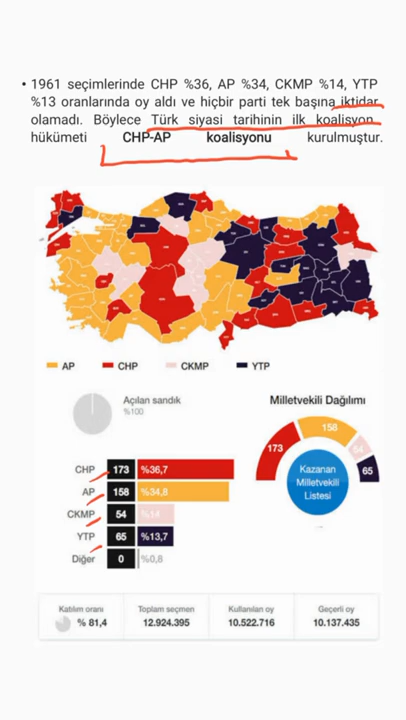 • 1961 seçimlerinde CHP %36, AP %34, CKMP %14, YTP
%13 oranlarında oy aldı ve hiçbir parti tek başına iktidar
olamadı. Böylece Türk siyasi tarihinin ilk koalisyon
hükümeti CHP-AP koalisyonu kurulmuştur.
AP CHP CKMP YTP
Açılan sandık
%100
Milletvekili Dağılımı
173
158
54
65
Kazanan
Milletvekili
Listesi
CHP 173 %36,7
AP 158 %34,8
CKMP 54 %14
YTP 65 %13,7
Diğer 0 %0,8
Katılım oranı
% 81,4
Toplam seçmen
12.924.395
Kullanılan oy
10.522.716
Geçerli oy
10.137.435